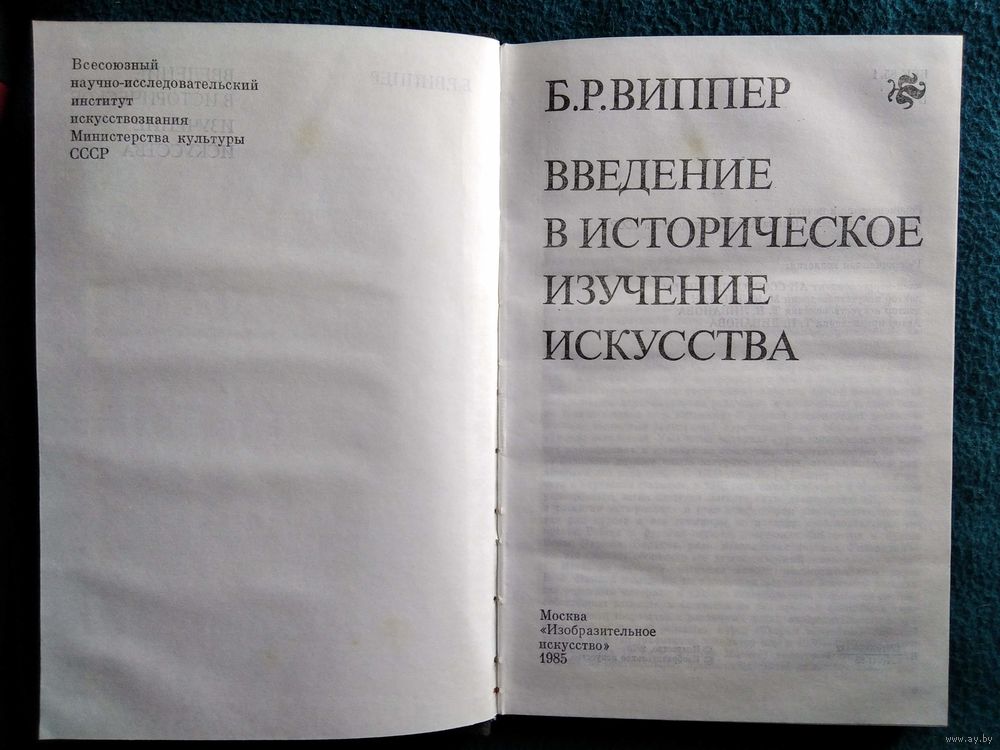 Всесоюзный
научно-исследовательский
институт
искусствознания
Министерства культуры
СССР
Б.Р.ВИППЕР
ВВЕДЕНИЕ
В ИСТОРИЧЕСКОЕ
ИЗУЧЕНИЕ
ИСКУССТВА
Москва
«Изобразительное
искусство»
1985
www.ay.by